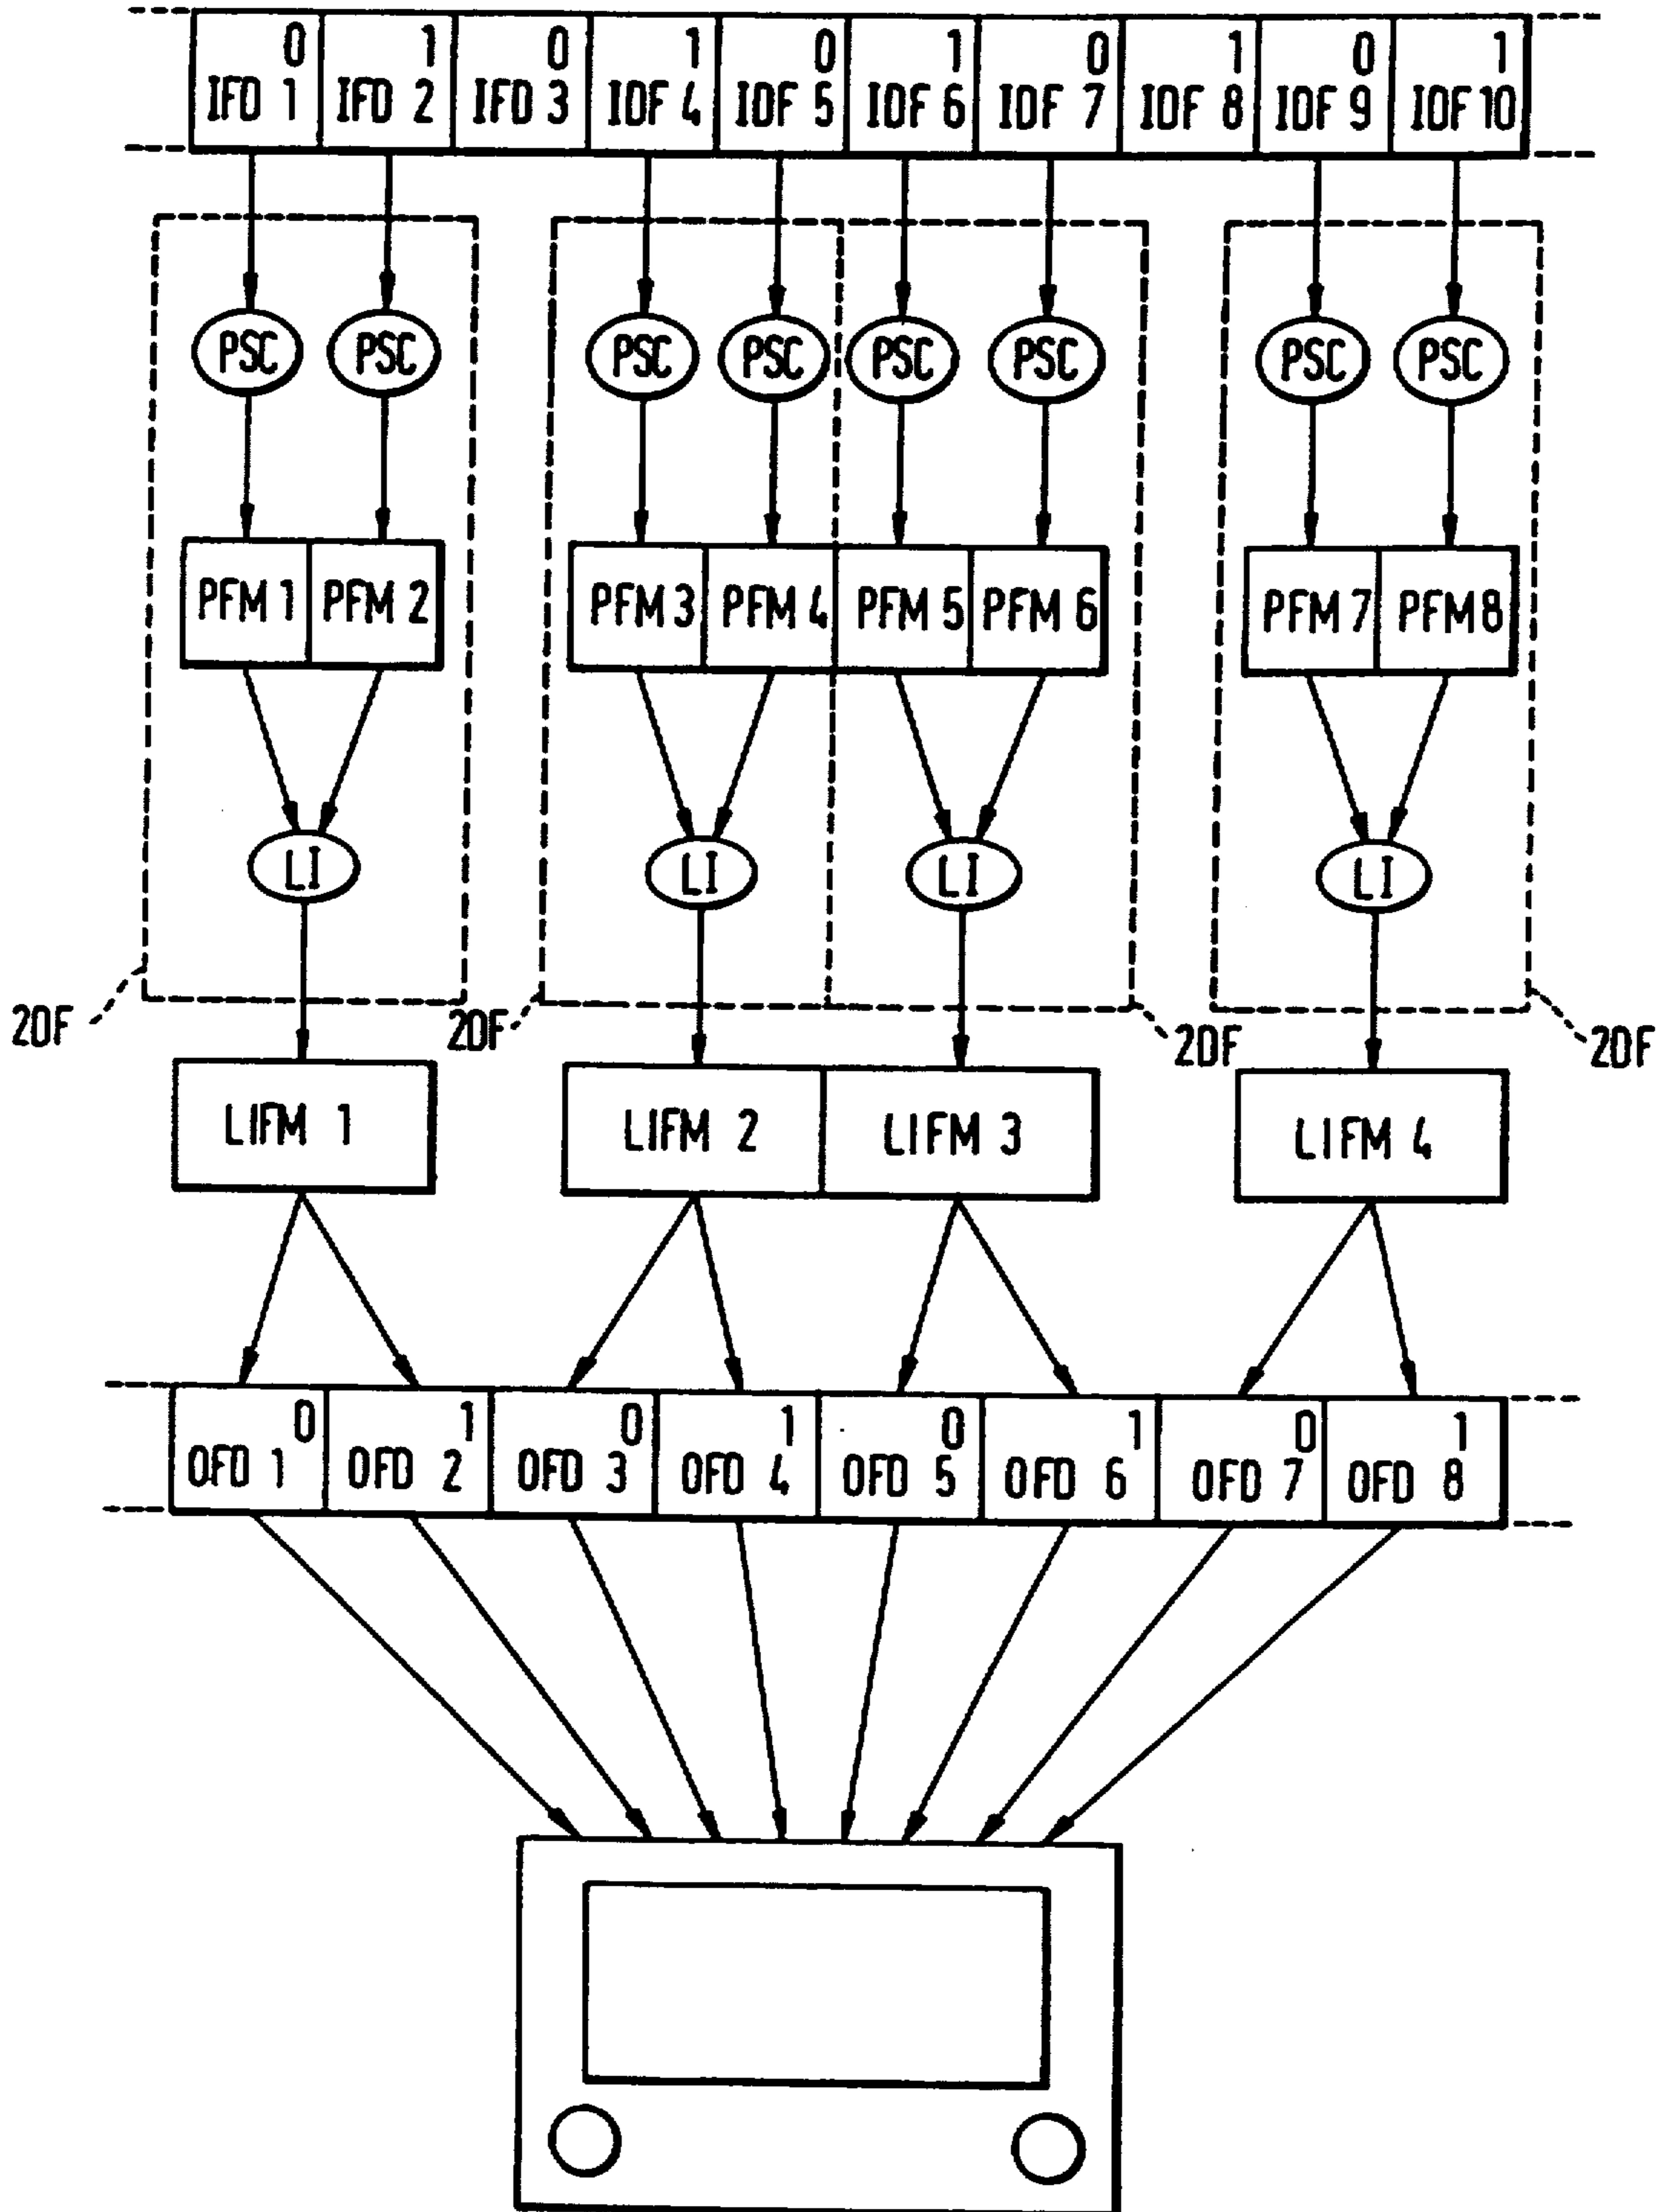 0 1 0 1 0 1 0 1 0 1
IFD 1 IFD 2 IFD 3 IDF 4 IDF 5 IDF 6 IDF 7 IDF 8 IDF 9 IDF 10
PSC PSC PSC PSC PSC PSC PSC PSC
PFM 1 PFM 2 PFM 3 PFM 4 PFM 5 PFM 6 PFM 7 PFM 8
LI LI LI LI
20F 20F 20F 20F
LIFM 1 LIFM 2 LIFM 3 LIFM 4
0 1 0 1 0 1 0 1
OFD 1 OFD 2 OFD 3 OFD 4 OFD 5 OFD 6 OFD 7 OFD 8